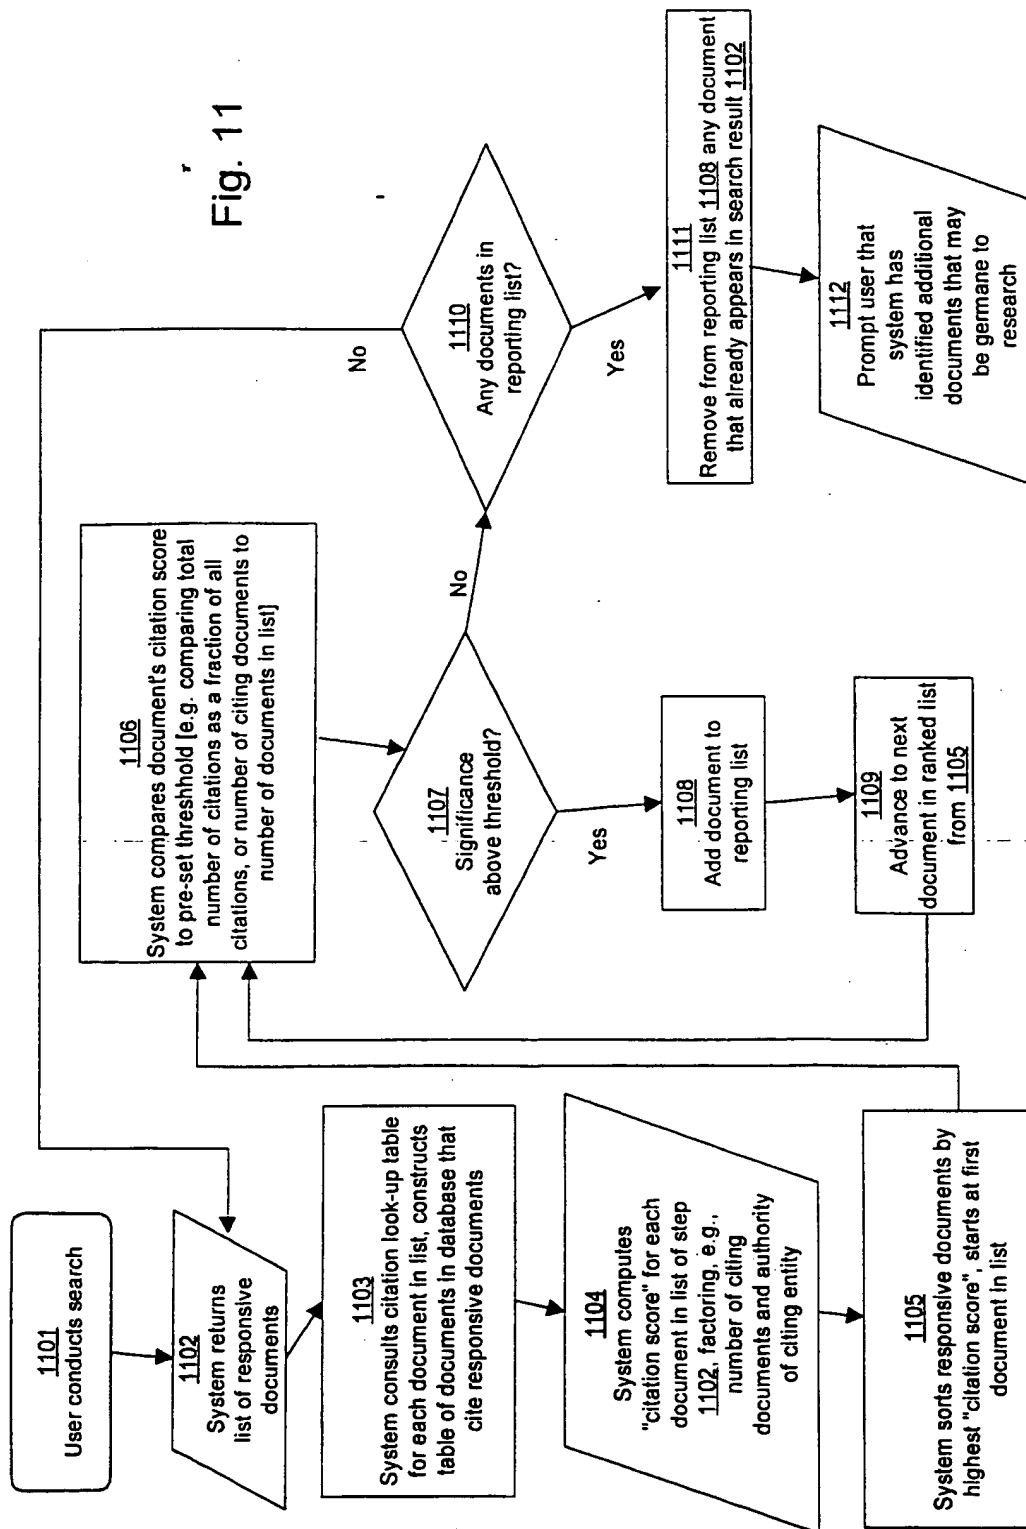 Fig. 11
1101
User conducts search
1102
System returns
list of responsive
documents
1103
System consults citation look-up table
for each document in list, constructs
table of documents in database that
cite responsive documents
1104
System computes
"citation score" for each
document in list of step
1102, factoring, e.g.,
number of citing
documents and authority
of citing entity
1105
System sorts responsive documents by
highest "citation score", starts at first
document in list
1106
System compares document's citation score
to pre-set threshhold [e.g. comparing total
number of citations as a fraction of all
citations, or number of citing documents to
number of documents in list]
1107
Significance
above threshold?
Yes
No
1108
Add document to
reporting list
1109
Advance to next
document in ranked list
from 1105
1110
Any documents in
reporting list?
No
Yes
1111
Remove from reporting list 1108 any document
that already appears in search result 1102
1112
Prompt user that
system has
identified additional
documents that may
be germane to
research